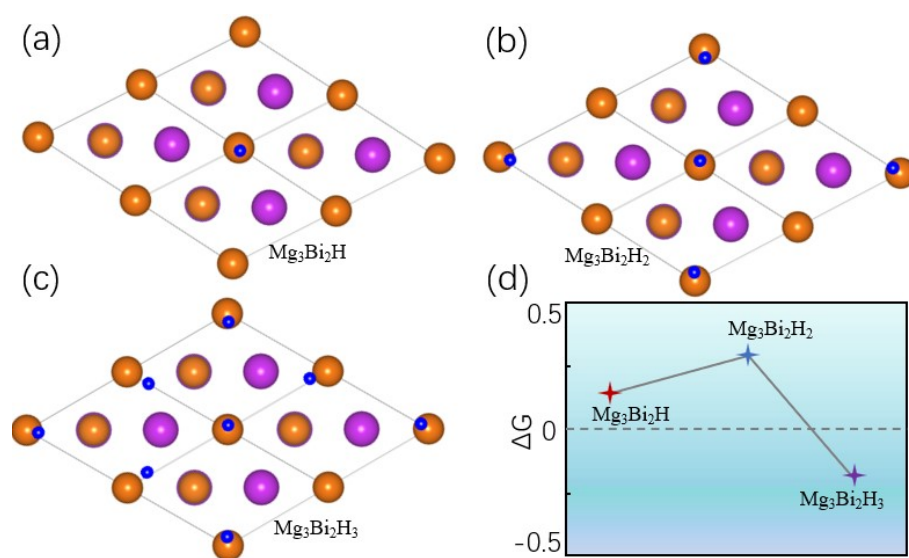 (a)
Mg₃Bi₂H
(b)
Mg₃Bi₂H₂
(c)
Mg₃Bi₂H₃
(d)
0.5
0
-0.5
ΔG
Mg₃Bi₂H
Mg₃Bi₂H₂
Mg₃Bi₂H₃